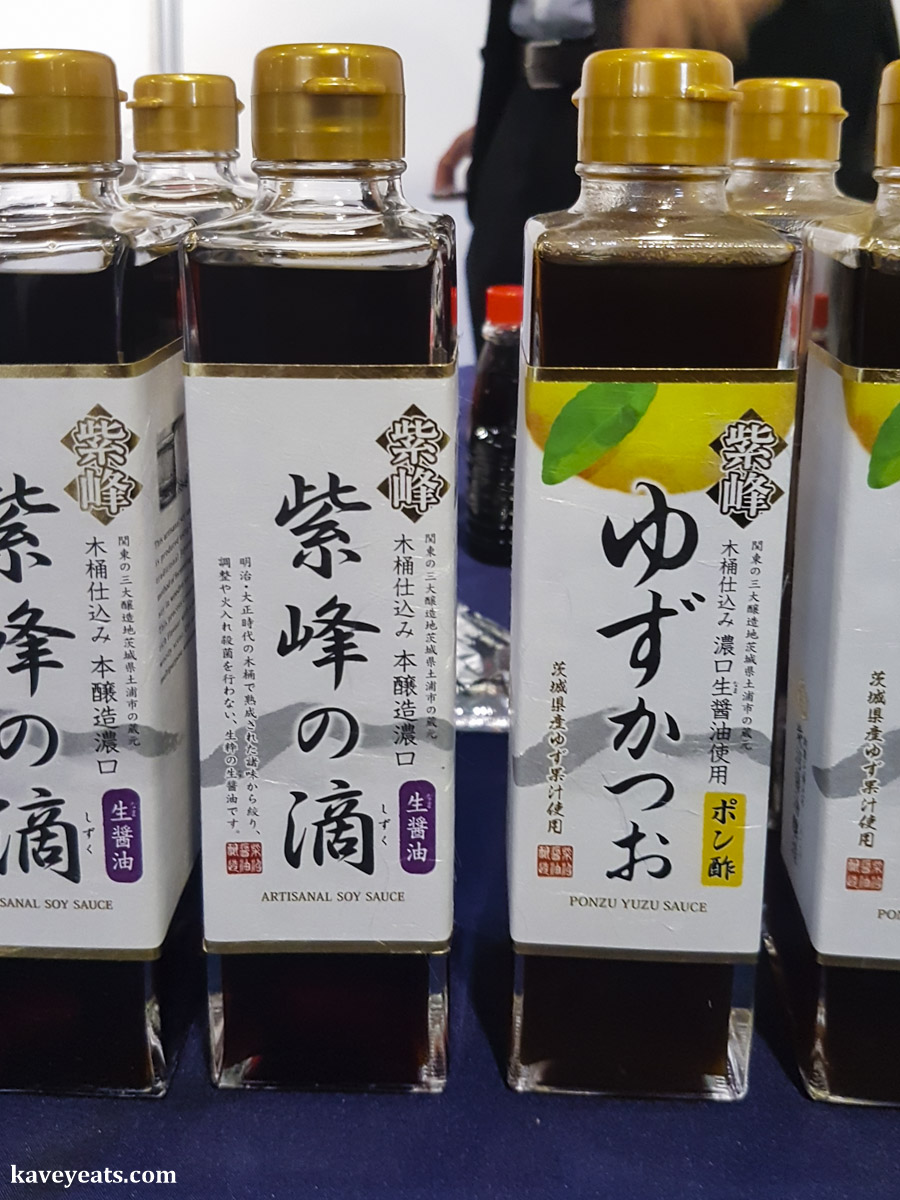 紫峰
関東の三大醸造地茨城県土浦市の蔵元
木桶仕込み 本醸造濃口
生醤油
紫峰の滴
しずく
SANAL SOY SAUCE
紫峰
関東の三大醸造地茨城県土浦市の蔵元
木桶仕込み 本醸造濃口
なま
生醤油
紫峰の滴
しずく
明治・大正時代の木桶で熟成された諸味から絞り、
調整や火入れ殺菌を行わない、生粋の生醤油です。
ARTISANAL SOY SAUCE
紫峰
関東の三大醸造地茨城県土浦市の蔵元
木桶仕込み 濃口生醤油使用
なま
ポン酢
ゆずかつお
茨城県産ゆず果汁使用
PONZU YUZU SAUCE
茨城県産ゆず果汁使用
PO
kaveyeats.com